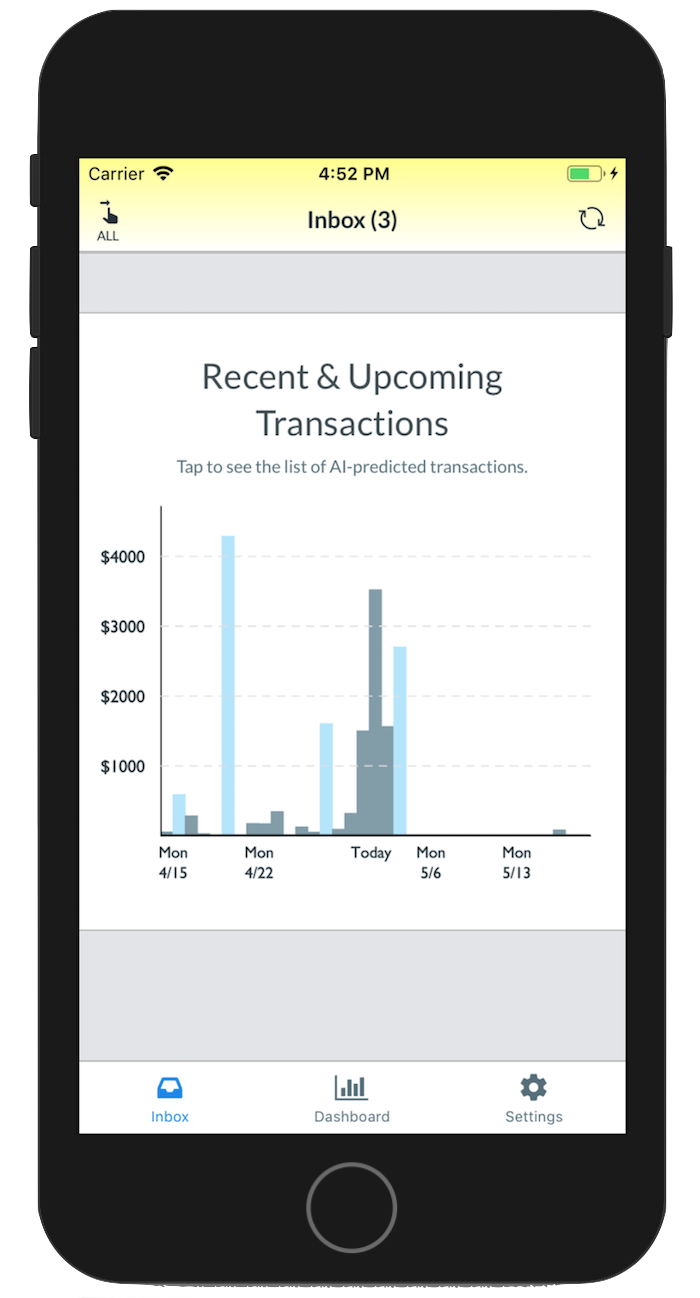 Carrier 4:52 PM
ALL Inbox (3)
Recent & Upcoming
Transactions
Tap to see the list of AI-predicted transactions.
$4000
$3000
$2000
$1000
Mon Mon Today Mon Mon
4/15 4/22 5/6 5/13
Inbox Dashboard Settings